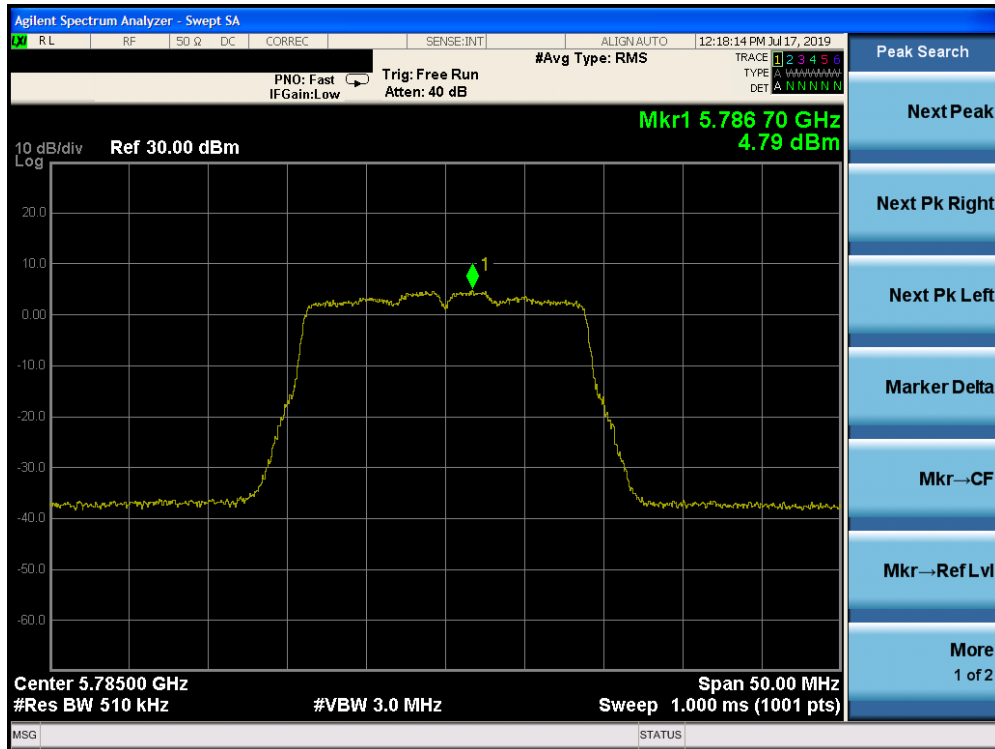 Agilent Spectrum Analyzer - Swept SA
LXI RL RF 50 Ω DC CORREC SENSE:INT ALIGN AUTO 12:18:14 PM Jul 17, 2019
Peak Search
#Avg Type: RMS TRACE 1 2 3 4 5 6
PNO: Fast Trig: Free Run TYPE A WWWWW
IFGain:Low Atten: 40 dB DET A N N N N N
Next Peak
Mkr1 5.786 70 GHz
10 dB/div Ref 30.00 dBm 4.79 dBm
Log
Next Pk Right
20.0
10.0
1
Next Pk Left
0.00
-10.0
Marker Delta
-20.0
-30.0
Mkr→CF
-40.0
-50.0
Mkr→Ref Lvl
-60.0
More
1 of 2
Center 5.78500 GHz Span 50.00 MHz
#Res BW 510 kHz #VBW 3.0 MHz Sweep 1.000 ms (1001 pts)
MSG STATUS